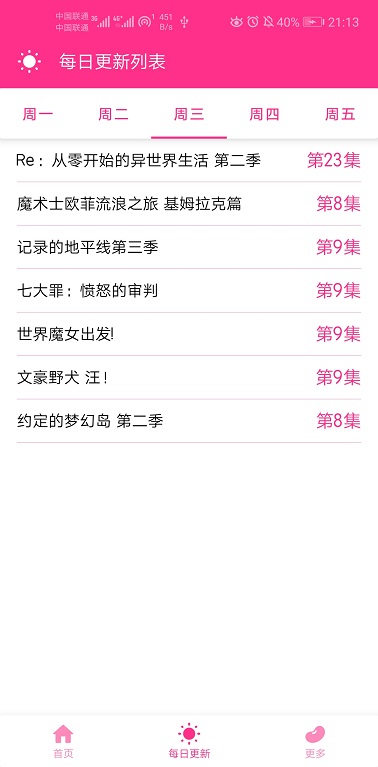 中国联通 3G 4G 451 40% 21:13
中国联通 B/s
每日更新列表
周一 周二 周三 周四 周五
Re：从零开始的异世界生活 第二季 第23集
魔术士欧菲流浪之旅 基姆拉克篇 第8集
记录的地平线第三季 第9集
七大罪：愤怒的审判 第9集
世界魔女出发! 第9集
文豪野犬 汪！ 第9集
约定的梦幻岛 第二季 第8集
首页 每日更新 更多